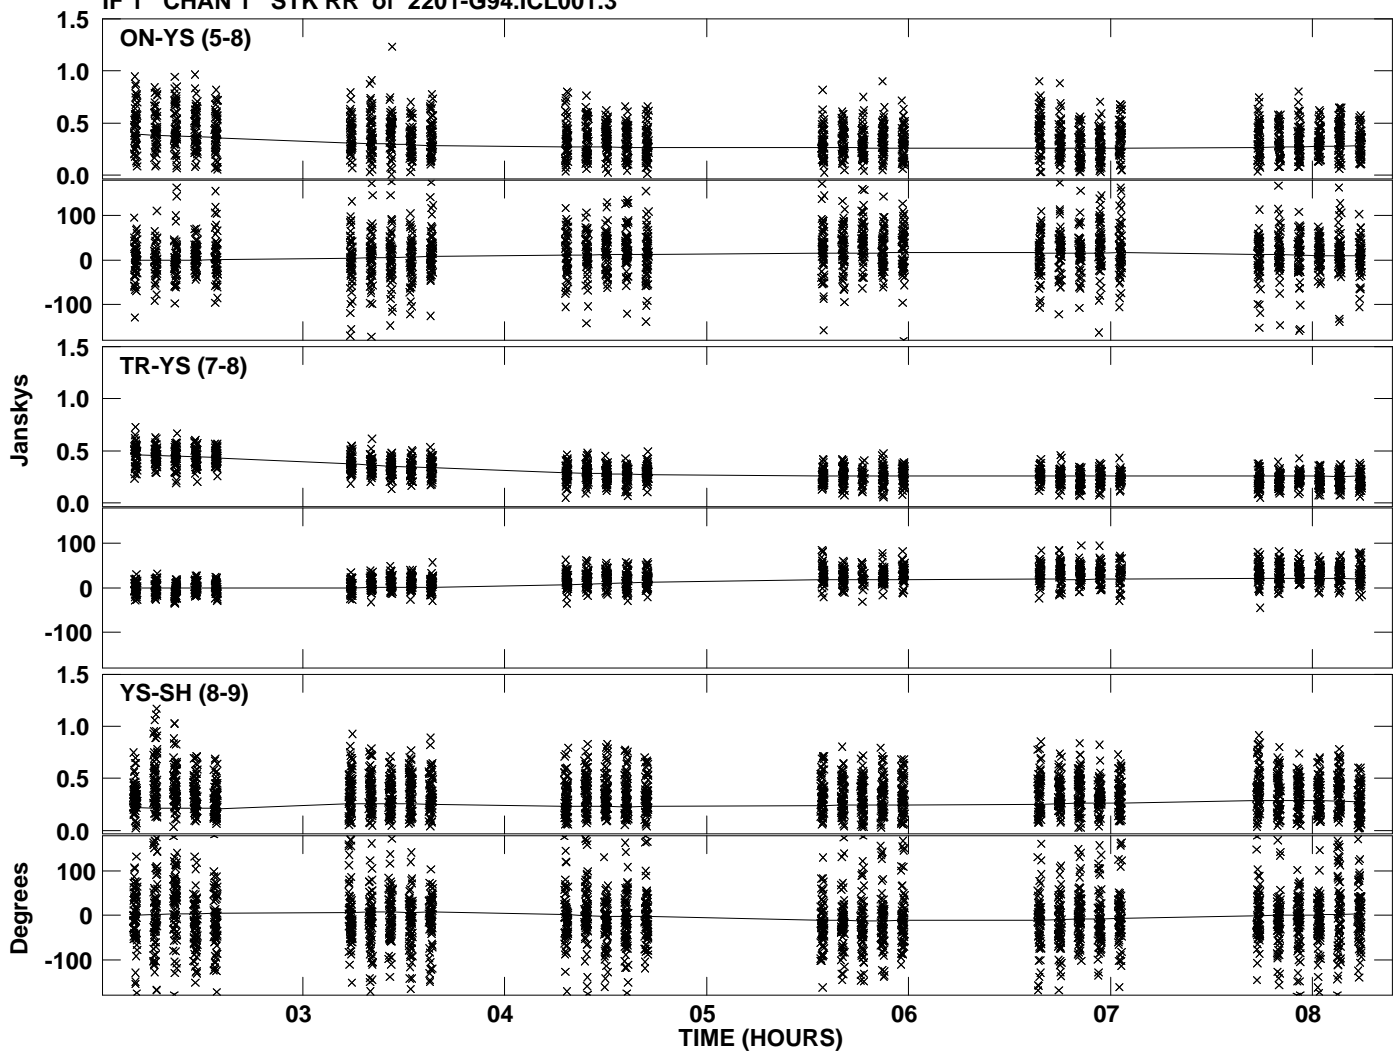 IF 1 CHAN 1 STK RR of 2201-G94.ICL001.3
1.5
ON-YS (5-8)
1.0
0.5
0.0
100
0
-100
1.5
TR-YS (7-8)
1.0
Janskys
0.5
0.0
100
0
-100
1.5
YS-SH (8-9)
1.0
0.5
0.0
100
Degrees
0
-100
03 04 05 06 07 08
TIME (HOURS)